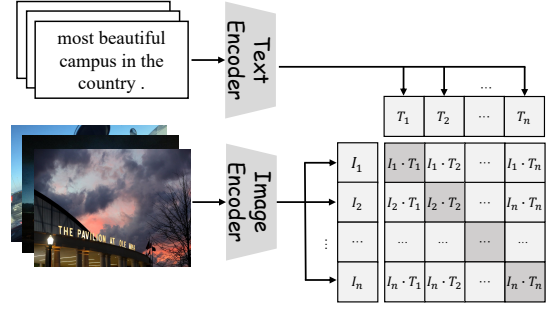 most beautiful
campus in the
country .
Text
Encoder
...
T₁ T₂ ... Tₙ
THE PAVILION AT OLE MISS
Image
Encoder
I₁ I₁ · T₁ I₁ · T₂ ... I₁ · Tₙ
I₂ I₂ · T₁ I₂ · T₂ ... Iₙ · Tₙ
⋮ ... ... ... ...
Iₙ Iₙ · T₁ Iₙ · T₂ ... Iₙ · Tₙ